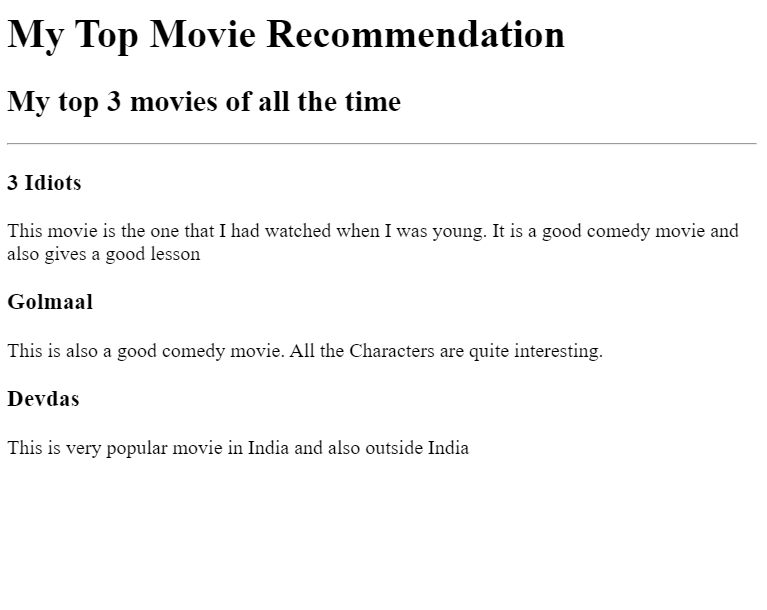 My Top Movie Recommendation
My top 3 movies of all the time
3 Idiots
This movie is the one that I had watched when I was young. It is a good comedy movie and
also gives a good lesson
Golmaal
This is also a good comedy movie. All the Characters are quite interesting.
Devdas
This is very popular movie in India and also outside India